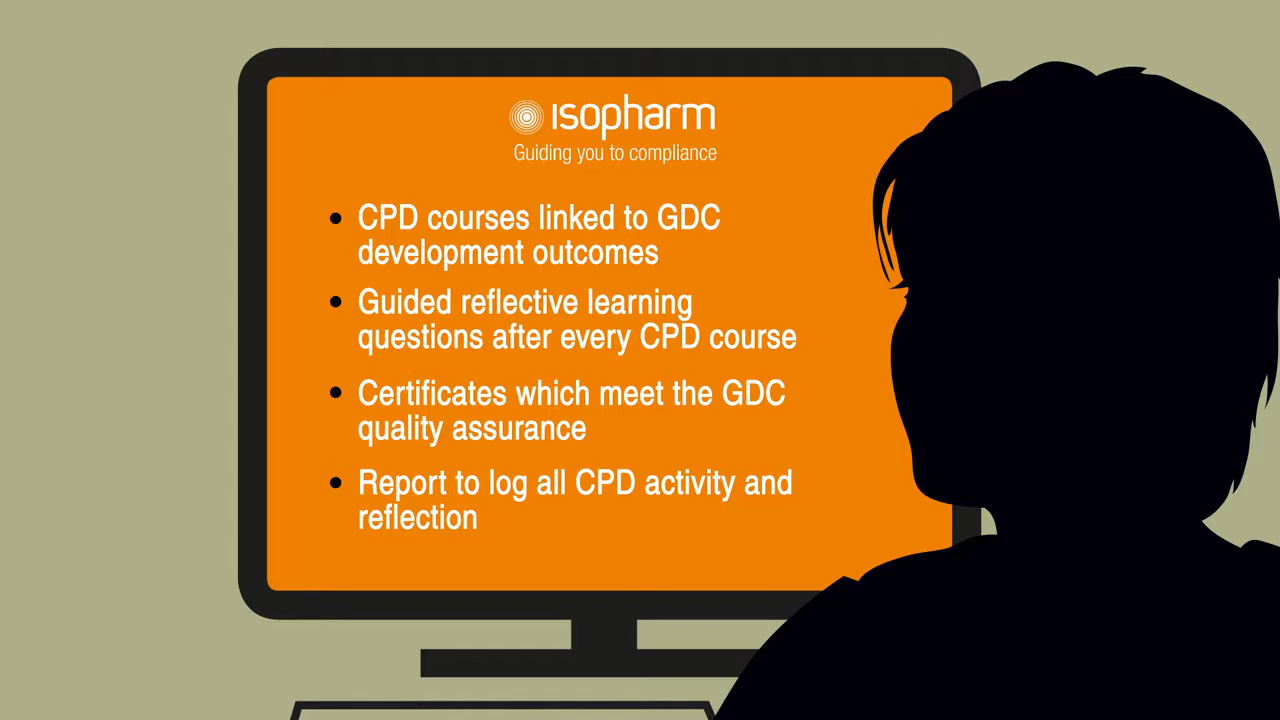 isopharm
Guiding you to compliance
• CPD courses linked to GDC
development outcomes
• Guided reflective learning
questions after every CPD course
• Certificates which meet the GDC
quality assurance
• Report to log all CPD activity and
reflection